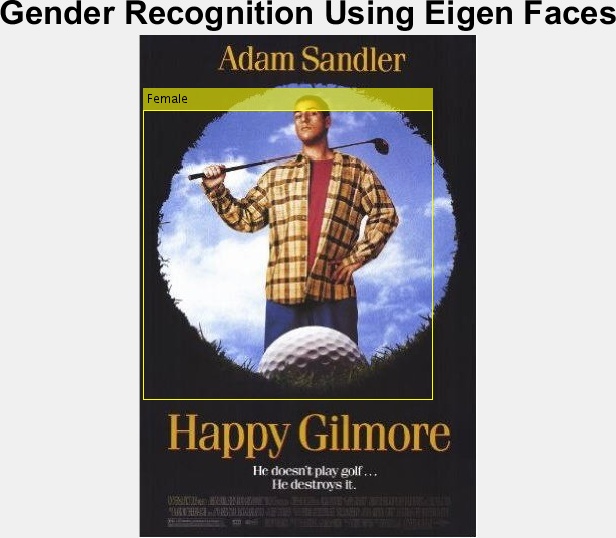 Gender Recognition Using Eigen Faces
Adam Sandler
Female
Happy Gilmore
He doesn't play golf . . .
He destroys it.